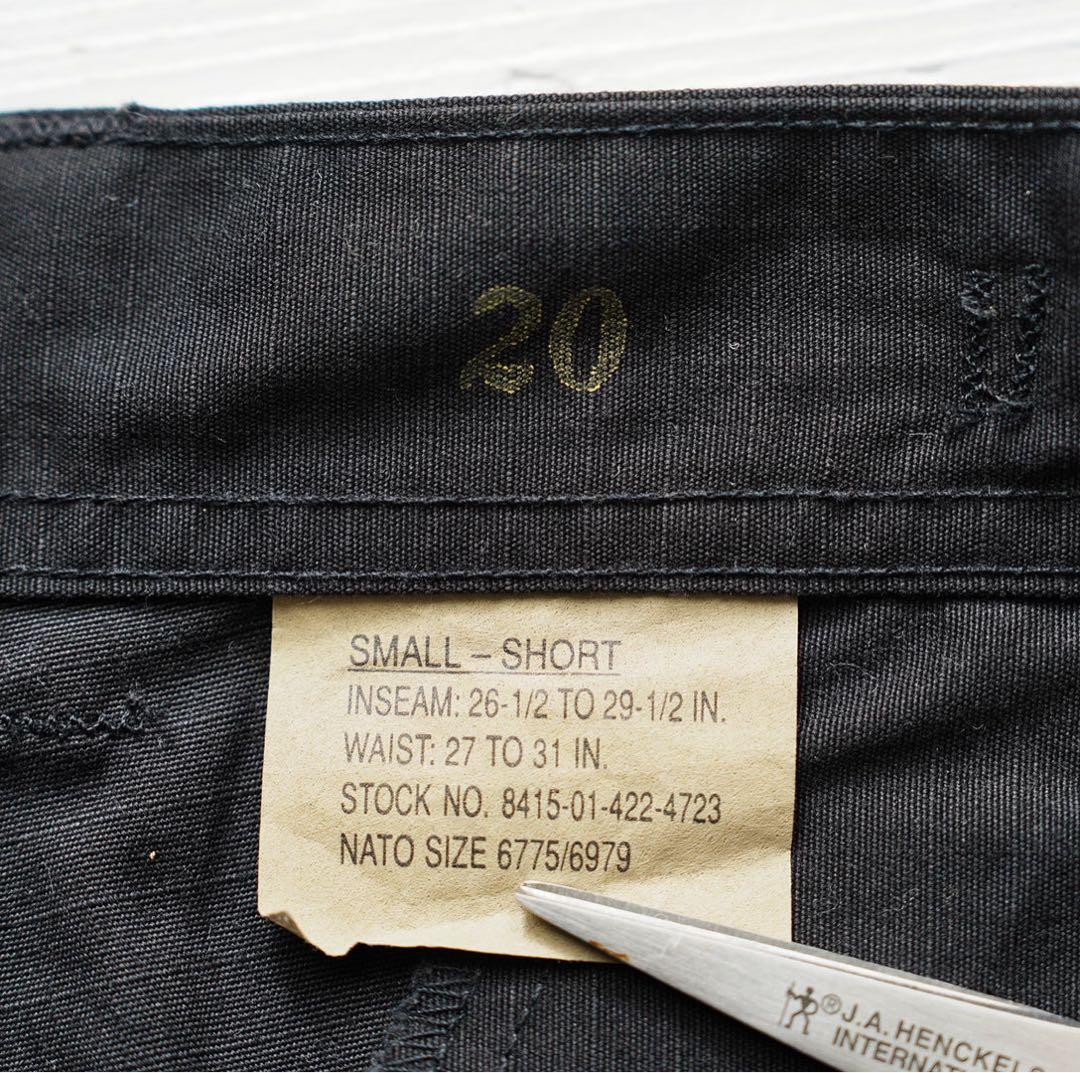 20
SMALL – SHORT
INSEAM: 26-1/2 TO 29-1/2 IN.
WAIST: 27 TO 31 IN.
STOCK NO. 8415-01-422-4723
NATO SIZE 6775/6979
®J.A. HENCKELS